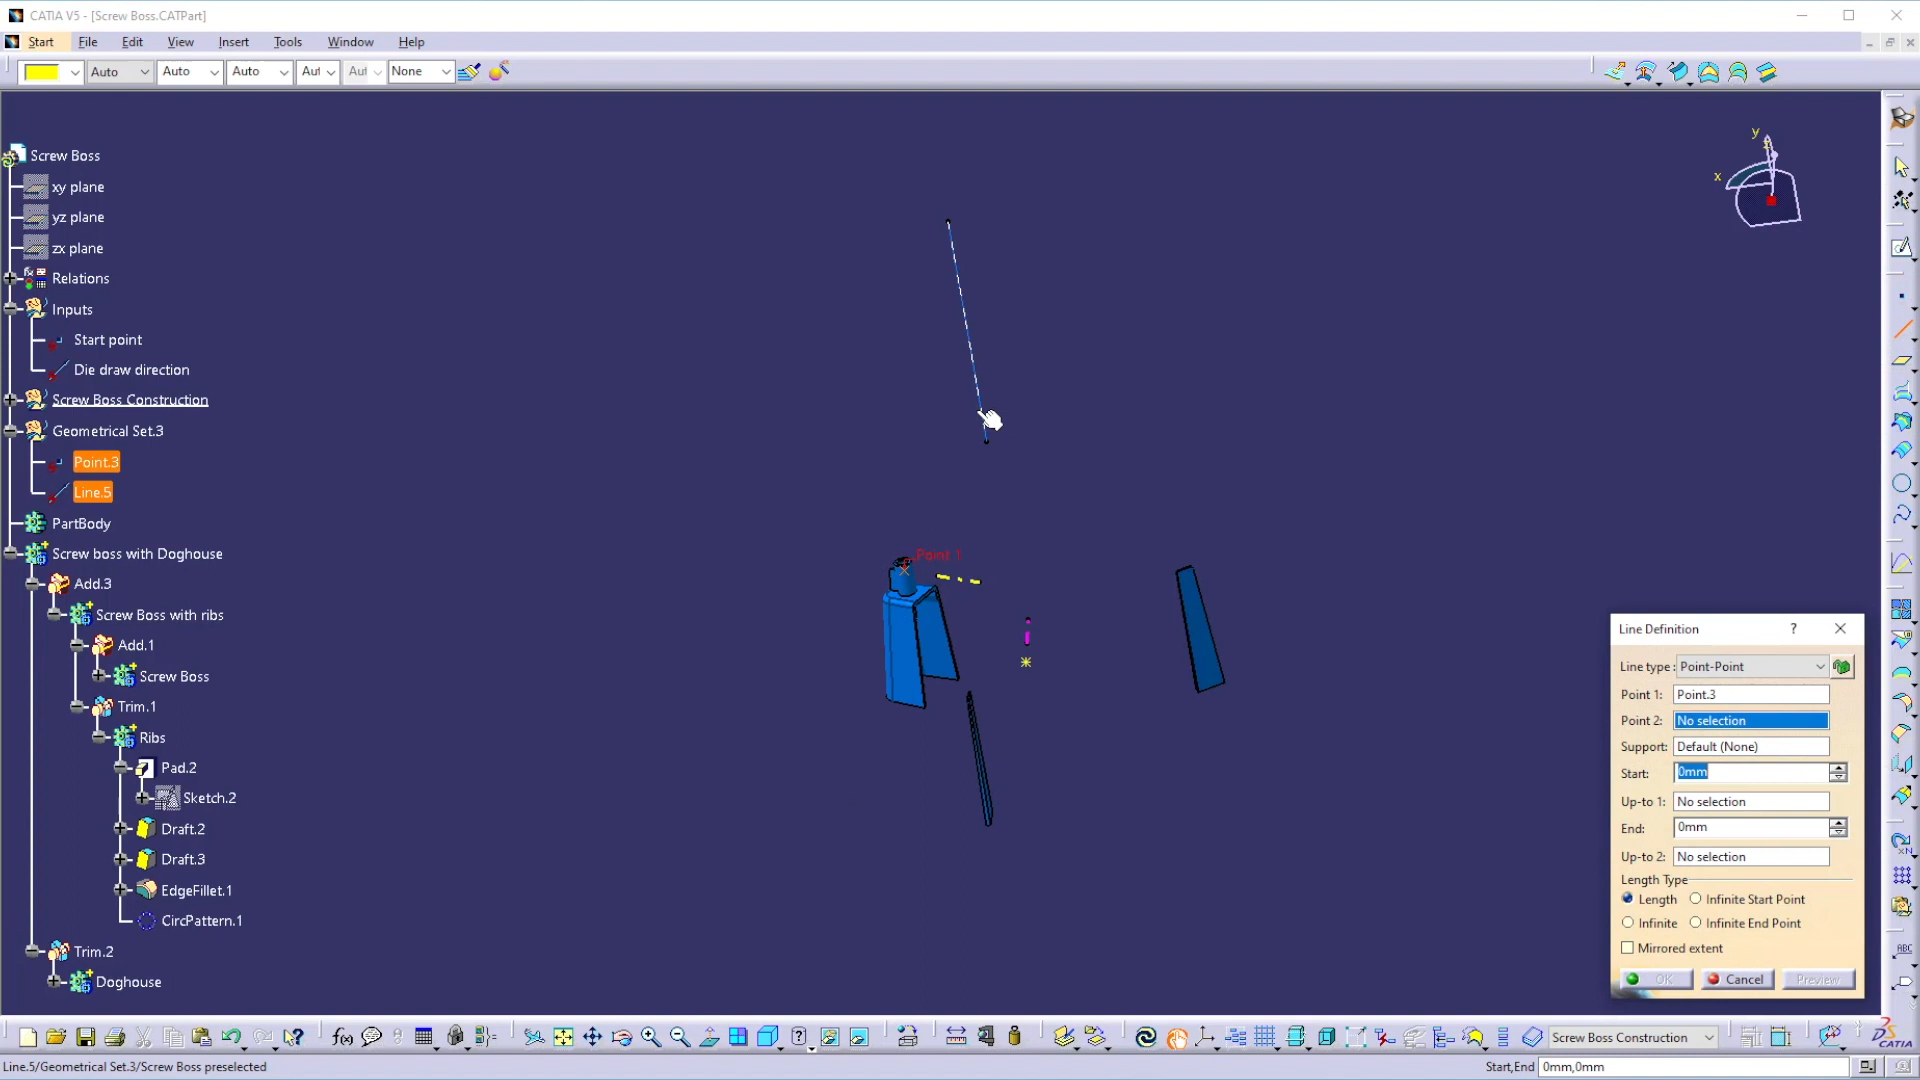 CATIA V5 - [Screw Boss.CATPart]
Start File Edit View Insert Tools Window Help
Auto Auto Auto Aut Aut None
Screw Boss
xy plane
yz plane
zx plane
Relations
Inputs
Start point
Die draw direction
Screw Boss Construction
Geometrical Set.3
Point.3
Line.5
PartBody
Screw boss with Doghouse
Add.3
Screw Boss with ribs
Add.1
Screw Boss
Trim.1
Ribs
Pad.2
Sketch.2
Draft.2
Draft.3
EdgeFillet.1
CircPattern.1
Trim.2
Doghouse
Point 1
y
x
Line Definition ?
Line type : Point-Point
Point 1: Point.3
Point 2: No selection
Support: Default (None)
Start: 0mm
Up-to 1: No selection
End: 0mm
Up-to 2: No selection
Length Type
Length Infinite Start Point
Infinite Infinite End Point
Mirrored extent
OK Cancel Preview
ABC
Screw Boss Construction
CATIA
Line.5/Geometrical Set.3/Screw Boss preselected
Start,End 0mm,0mm